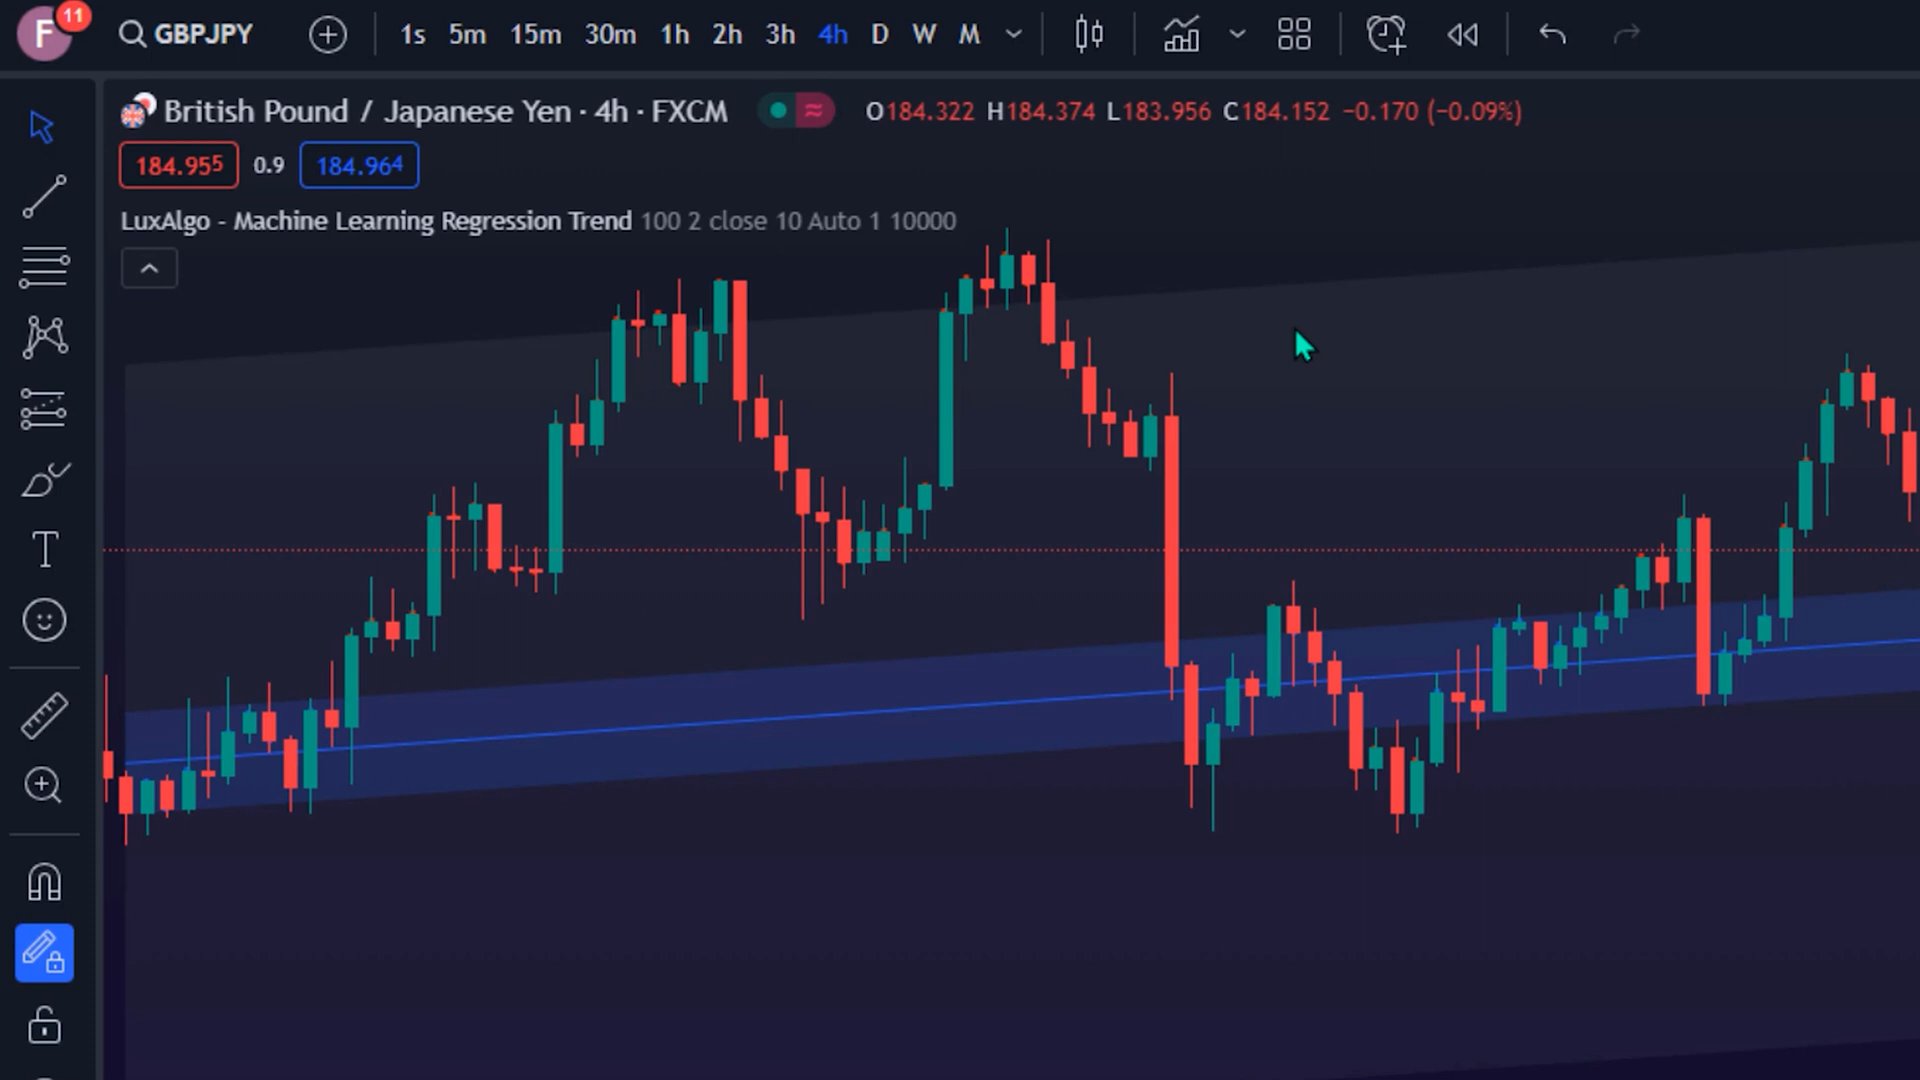 F 11 GBPJPY 1s 5m 15m 30m 1h 2h 3h 4h D W M
British Pound / Japanese Yen · 4h · FXCM O184.322 H184.374 L183.956 C184.152 −0.170 (−0.09%)
184.955 0.9 184.964
LuxAlgo - Machine Learning Regression Trend 100 2 close 10 Auto 1 10000